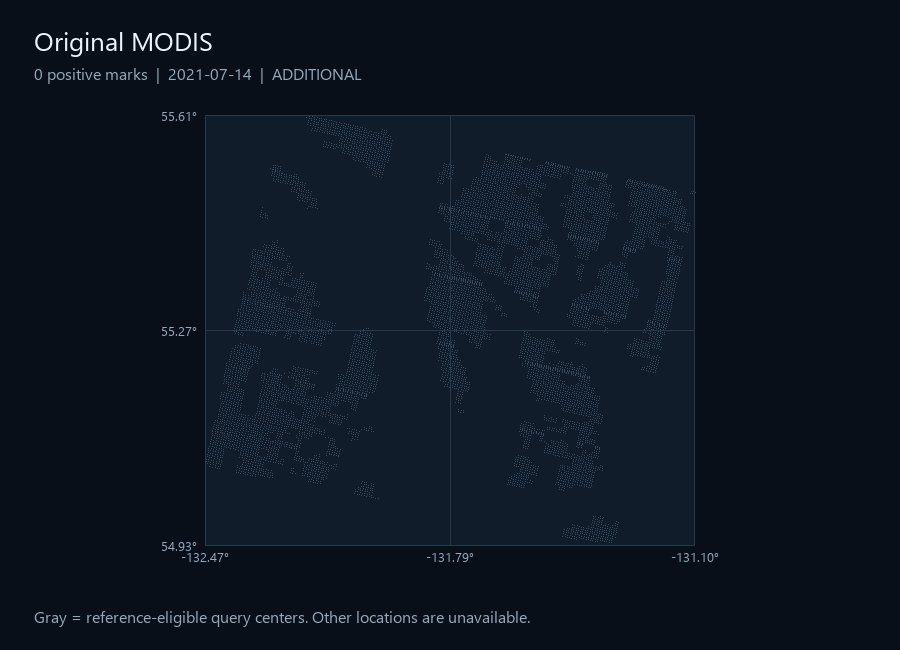 Original MODIS
0 positive marks | 2021-07-14 | ADDITIONAL
55.61°
55.27°
54.93°
-132.47°
-131.79°
-131.10°
Gray = reference-eligible query centers. Other locations are unavailable.